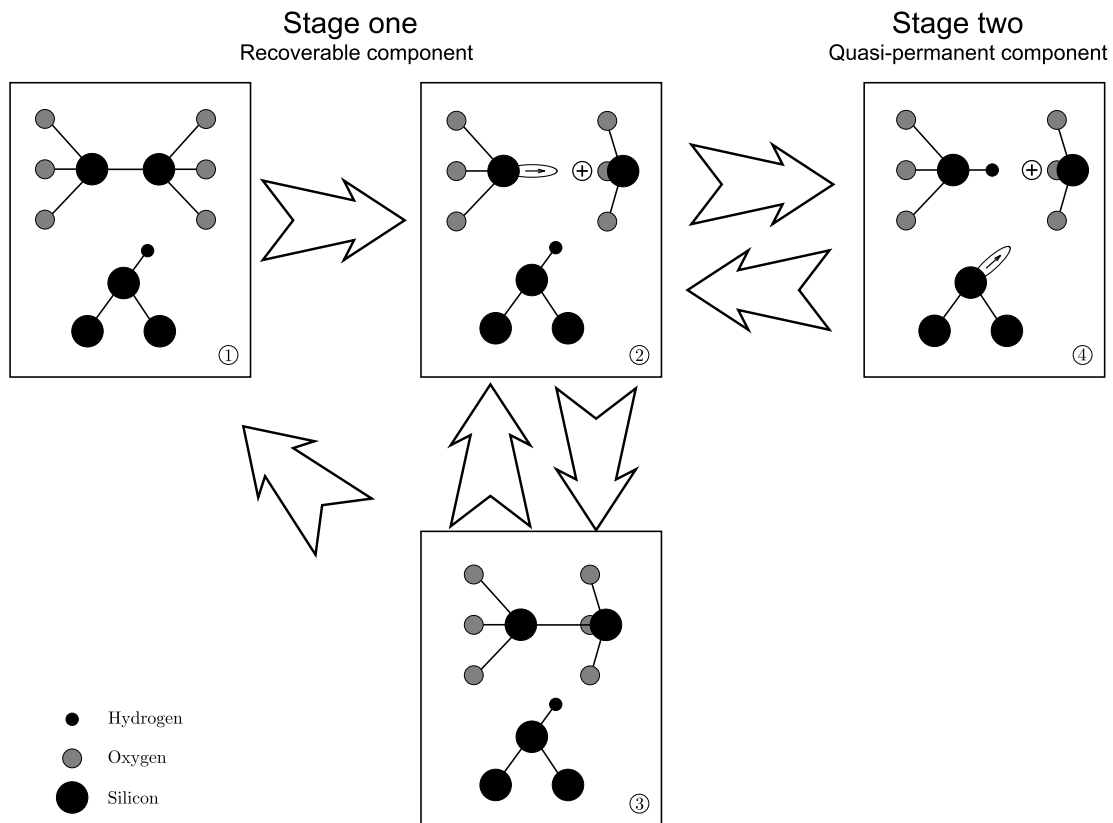 Stage one
Recoverable component
Stage two
Quasi-permanent component
①
②
④
③
Hydrogen
Oxygen
Silicon